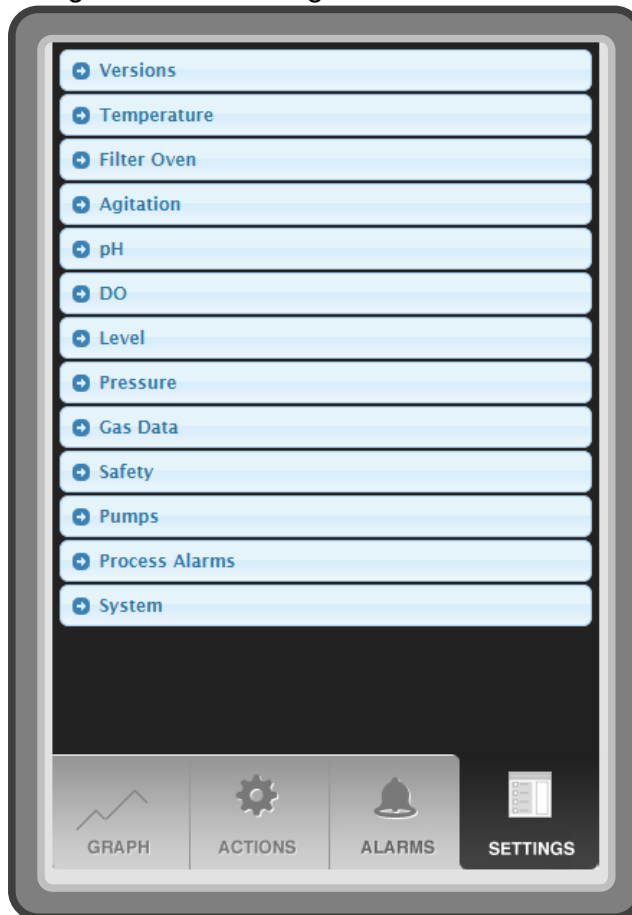 Versions
Temperature
Filter Oven
Agitation
pH
DO
Level
Pressure
Gas Data
Safety
Pumps
Process Alarms
System
GRAPH ACTIONS ALARMS SETTINGS